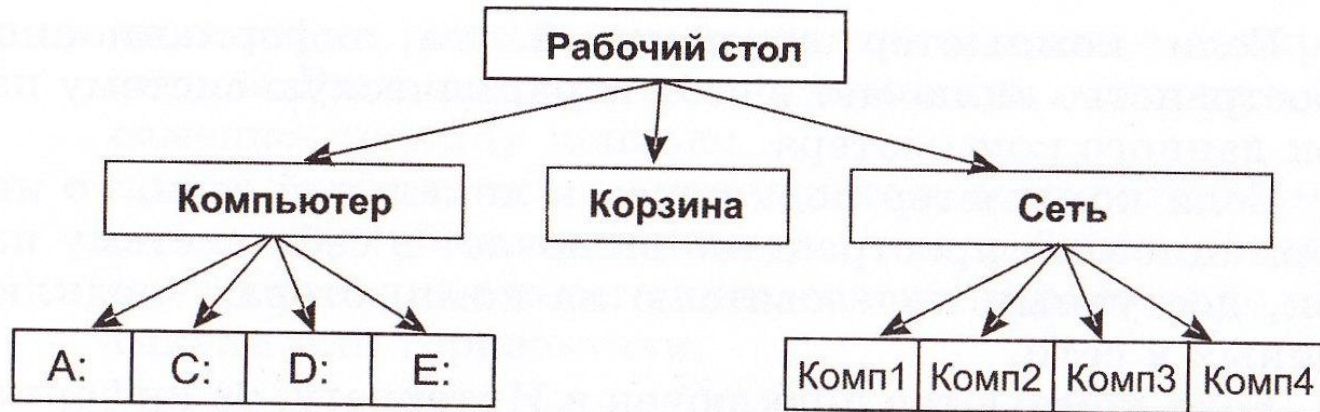 Рабочий стол
Компьютер Корзина Сеть
A: C: D: E: Комп1 Комп2 Комп3 Комп4